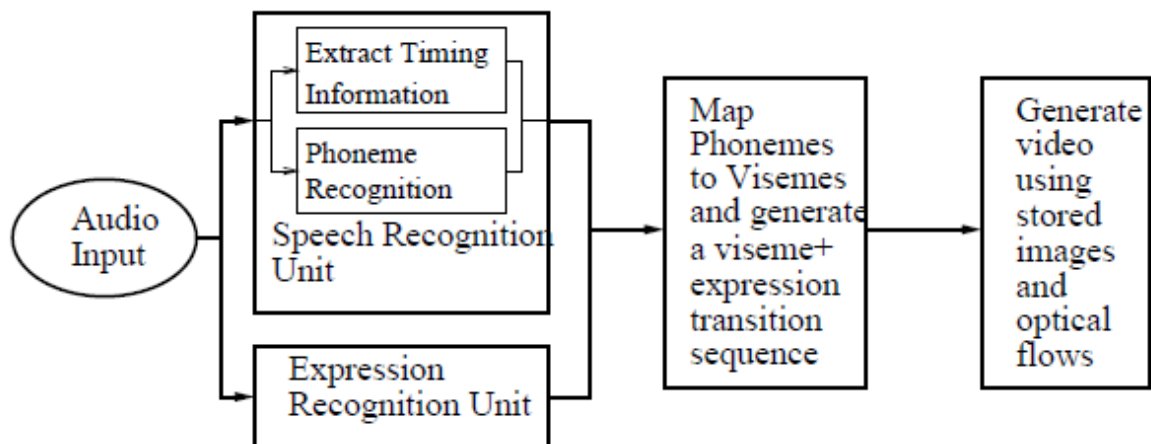 Audio
Input
Extract Timing
Information
Phoneme
Recognition
Speech Recognition
Unit
Expression
Recognition Unit
Map
Phonemes
to Visemes
and generate
a viseme+
expression
transition
sequence
Generate
video
using
stored
images
and
optical
flows